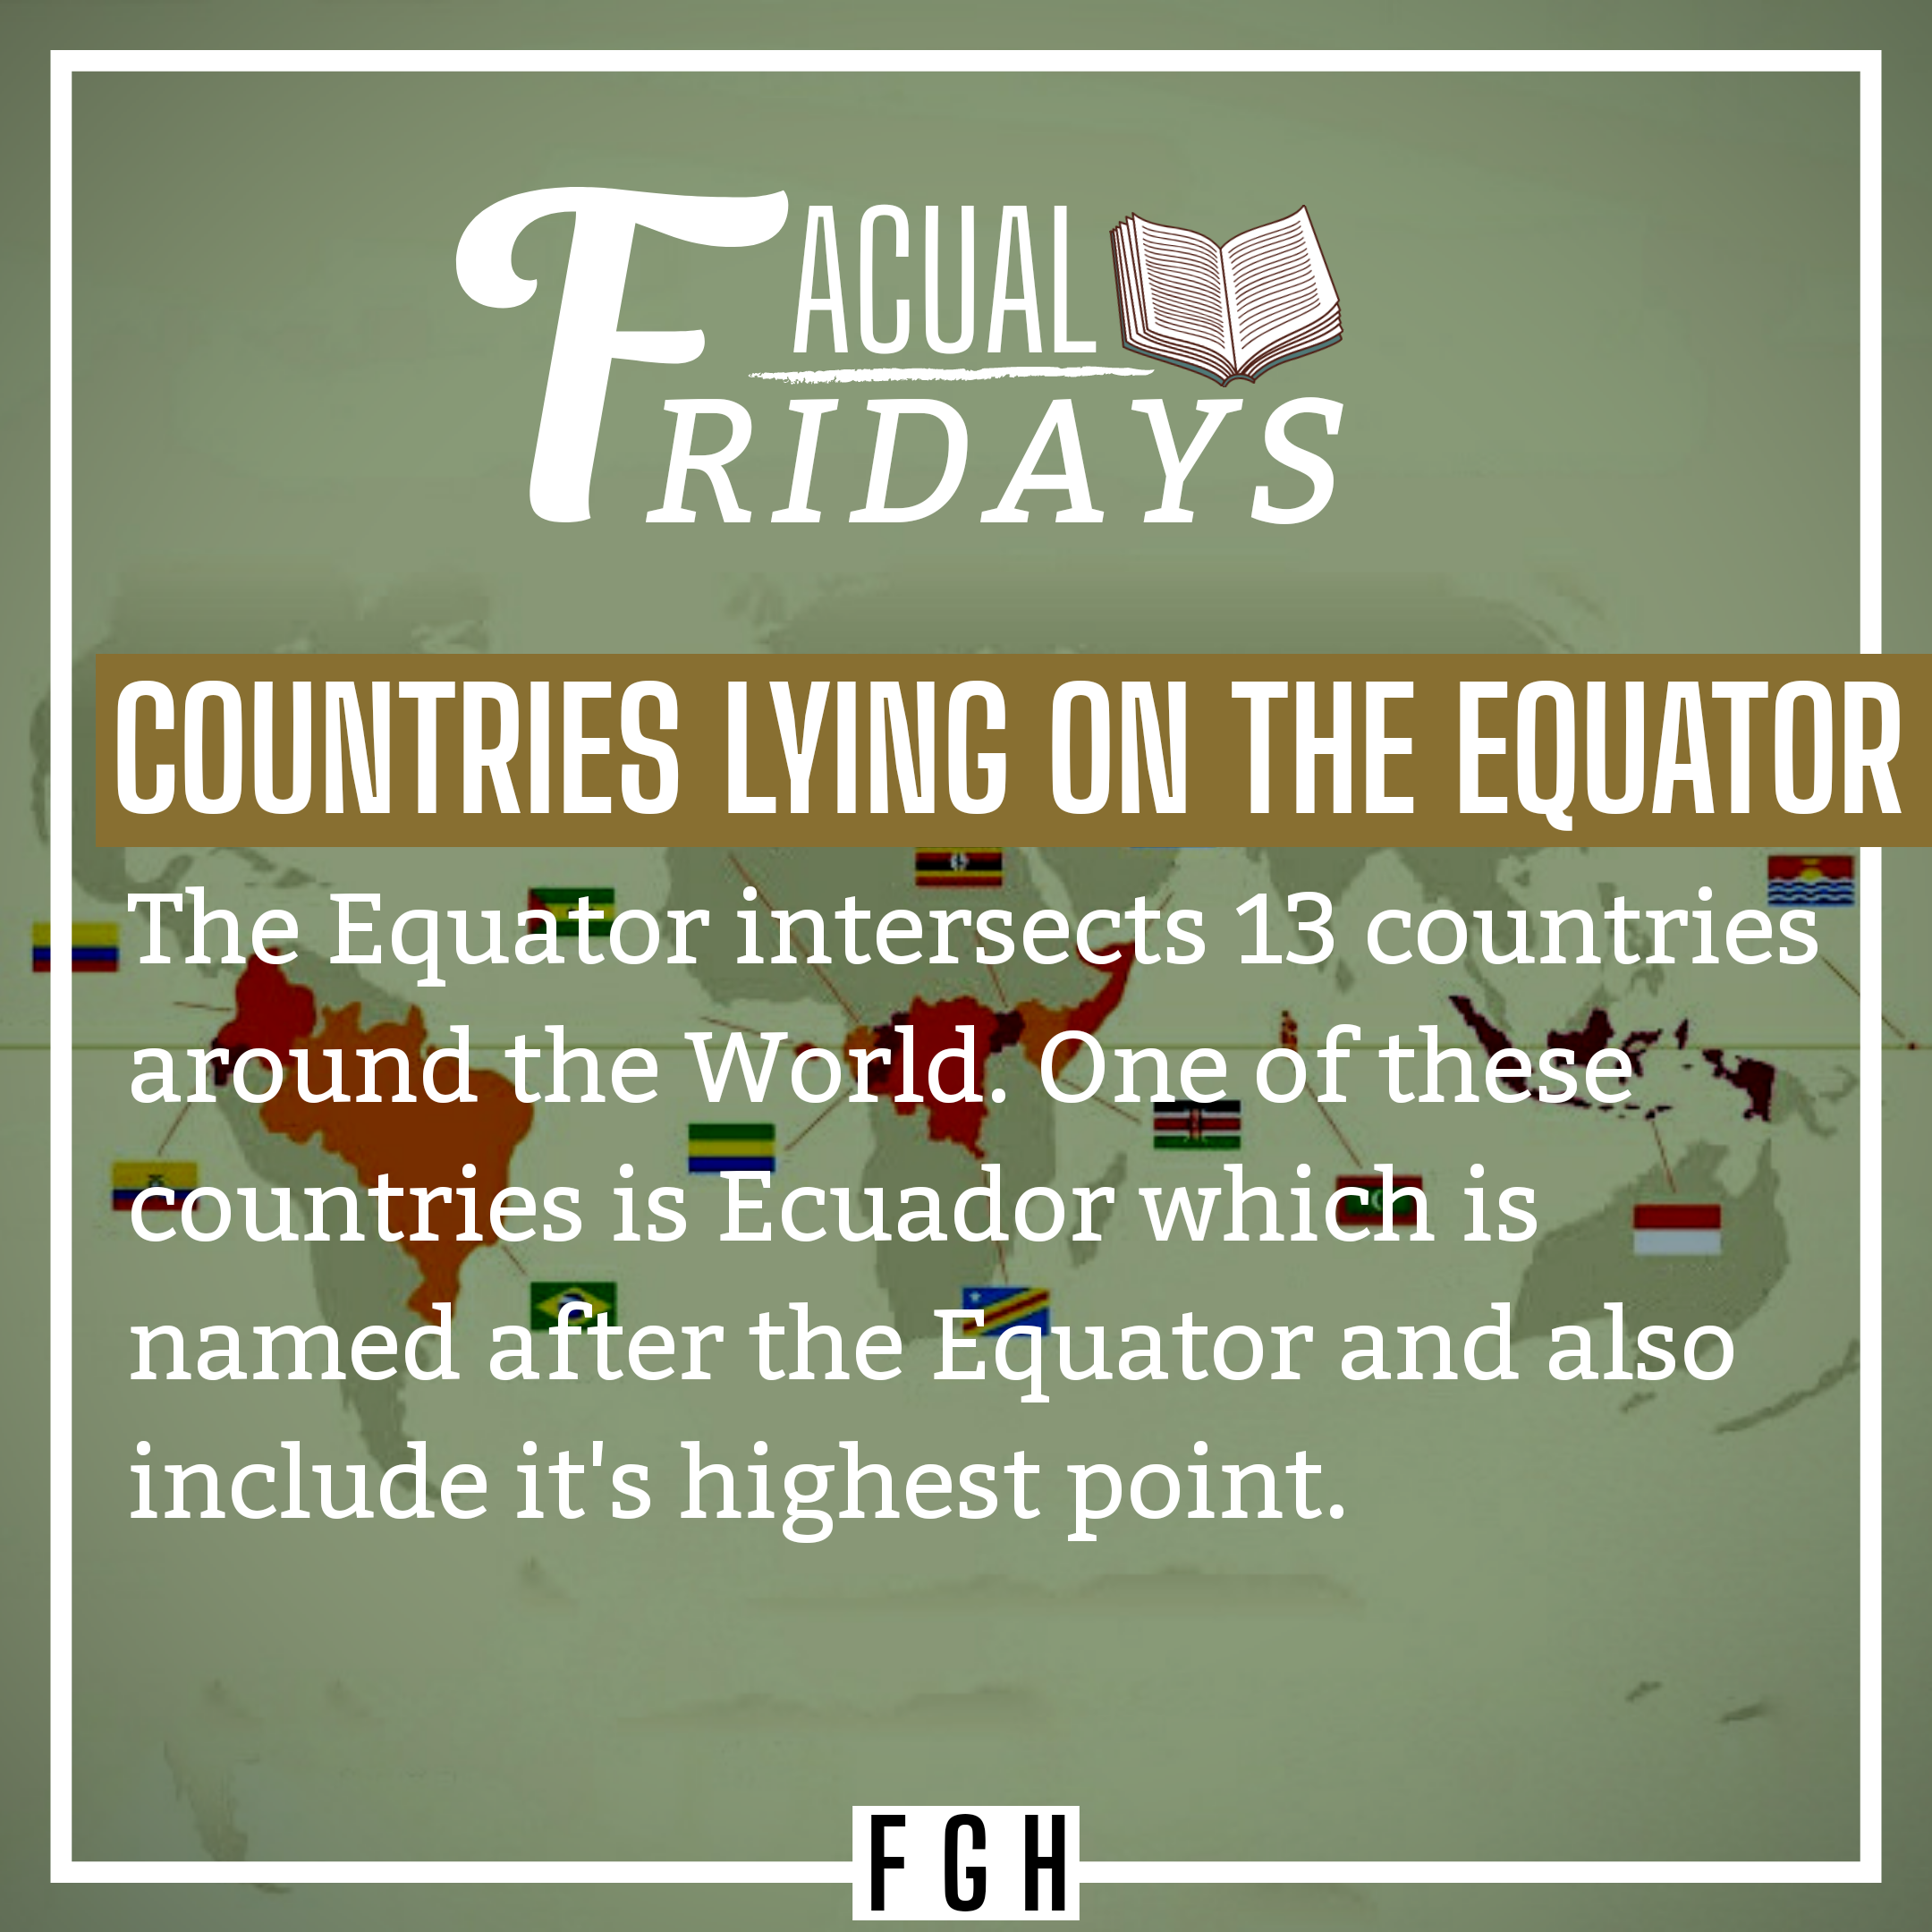 FACUAL
FRIDAYS
COUNTRIES LYING ON THE EQUATOR
The Equator intersects 13 countries
around the World. One of these
countries is Ecuador which is
named after the Equator and also
include it's highest point.
F G H